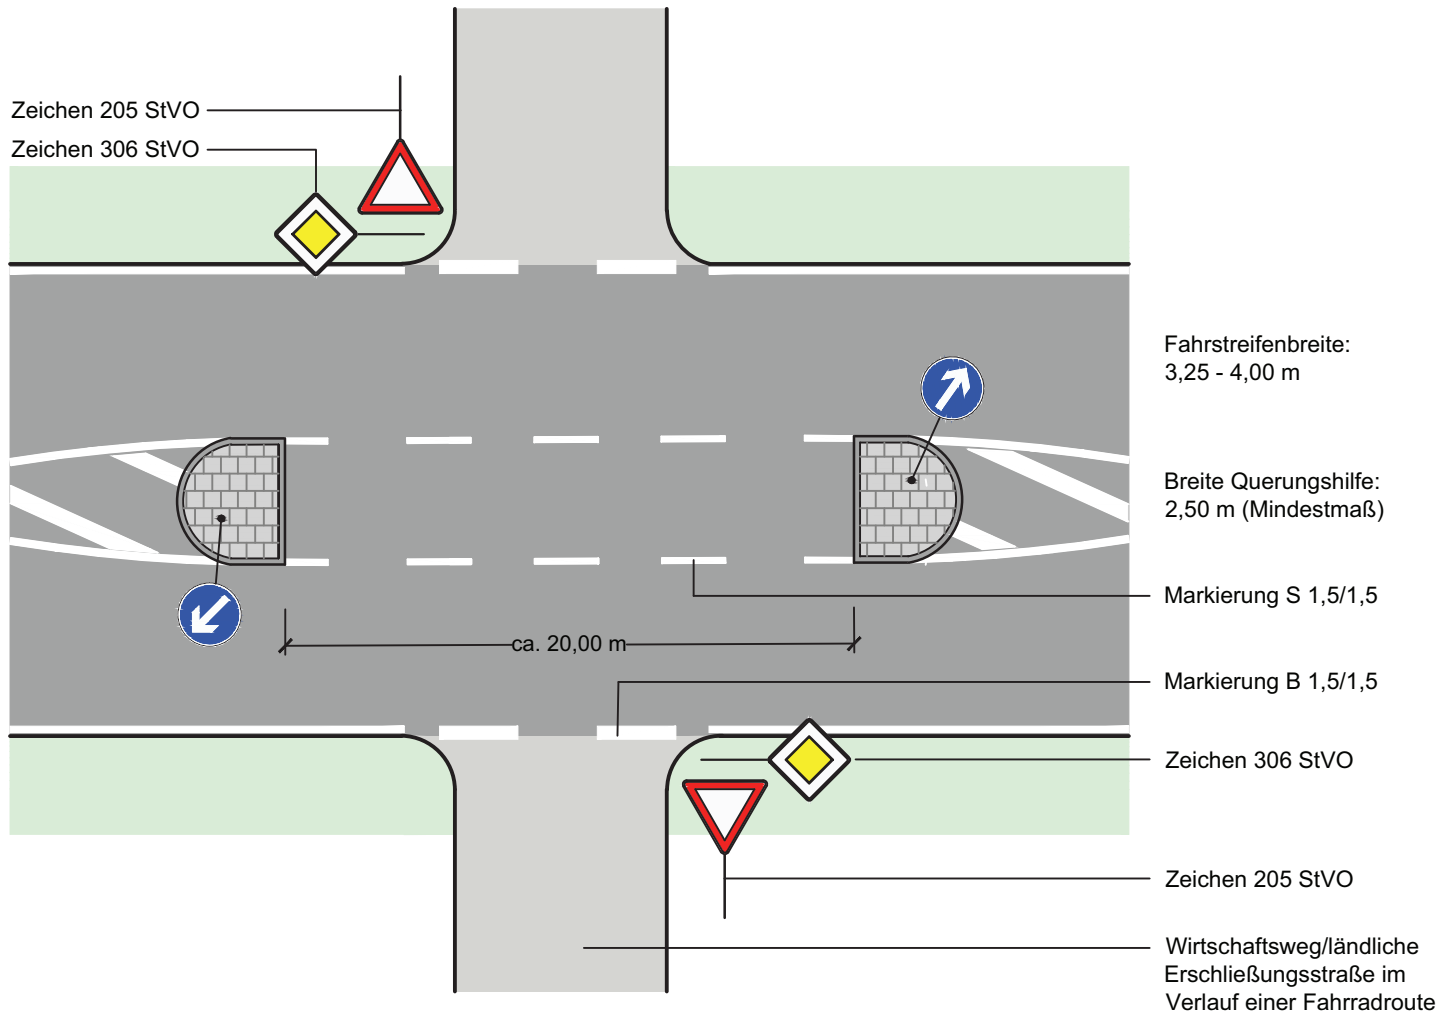 Zeichen 205 StVO
Zeichen 306 StVO
Fahrstreifenbreite:
3,25 - 4,00 m
Breite Querungshilfe:
2,50 m (Mindestmaß)
Markierung S 1,5/1,5
ca. 20,00 m
Markierung B 1,5/1,5
Zeichen 306 StVO
Zeichen 205 StVO
Wirtschaftsweg/ländliche
Erschließungsstraße im
Verlauf einer Fahrradroute